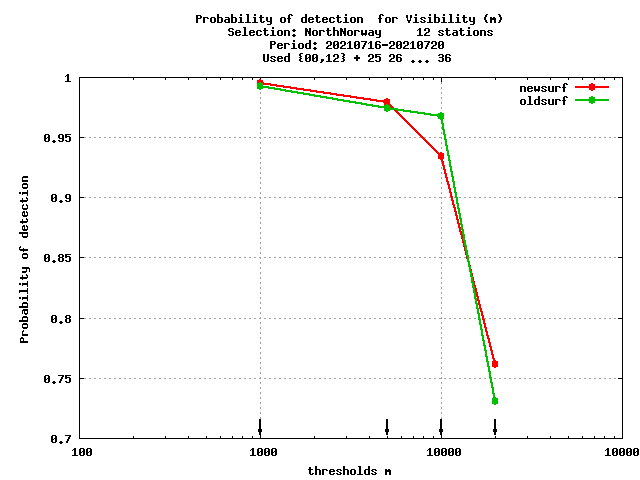 Probability of detection  for Visibility (m)
Selection: NorthNorway     12 stations
Period: 20210716-20210720
Used {00,12} + 25 26 ... 36
newsurf
oldsurf
1
0.95
0.9
0.85
0.8
0.75
0.7
Probability of detection
100
1000
10000
10000
thresholds m